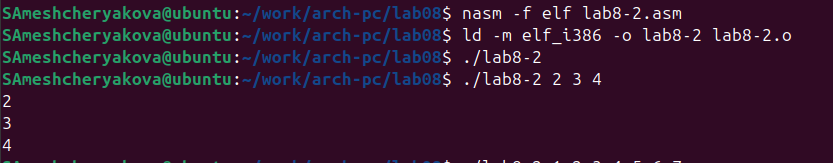 SAmeshcheryakova@ubuntu:~/work/arch-pc/lab08$ nasm -f elf lab8-2.asm
SAmeshcheryakova@ubuntu:~/work/arch-pc/lab08$ ld -m elf_i386 -o lab8-2 lab8-2.o
SAmeshcheryakova@ubuntu:~/work/arch-pc/lab08$ ./lab8-2
SAmeshcheryakova@ubuntu:~/work/arch-pc/lab08$ ./lab8-2 2 3 4
2
3
4